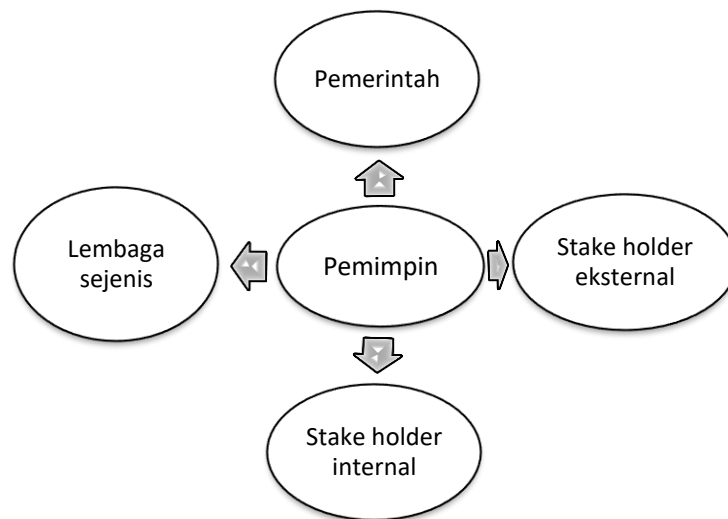 Pemerintah
Lembaga
sejenis
Pemimpin
Stake holder
eksternal
Stake holder
internal